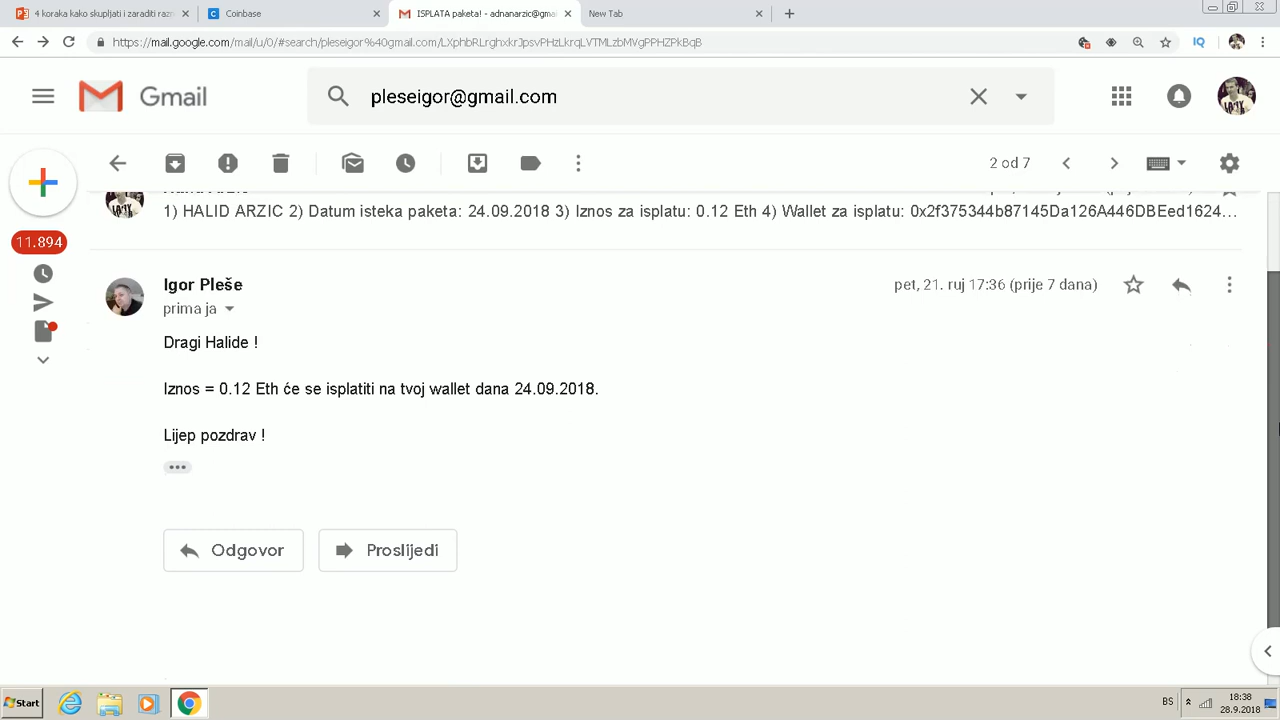 4 koraka kako skupljati i zaraditi razn
Coinbase
ISPLATA paketa! - adnanarzic@gma
New Tab
https://mail.google.com/mail/u/0/#search/pleseigor%40gmail.com/LXphbRLrghxkrJpsvPHzLkrqLVTMLzbMVgPPHZPkBqB
IQ
Gmail
pleseigor@gmail.com
2 od 7
1) HALID ARZIC 2) Datum isteka paketa: 24.09.2018 3) Iznos za isplatu: 0.12 Eth 4) Wallet za isplatu: 0x2f375344b87145Da126A446DBEed1624...
11.894
Igor Pleše
pet, 21. ruj 17:36 (prije 7 dana)
prima ja
Dragi Halide !
Iznos = 0.12 Eth će se isplatiti na tvoj wallet dana 24.09.2018.
Lijep pozdrav !
Odgovor
Proslijedi
Start
BS
18:38
28.9.2018